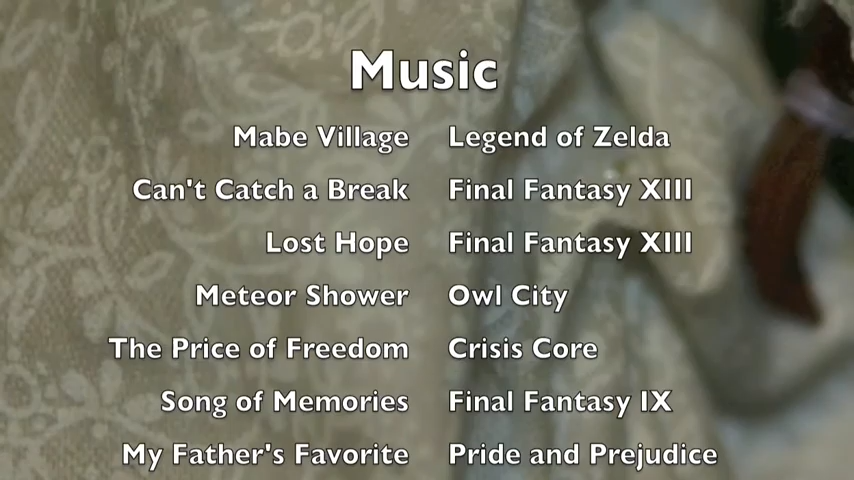 Music
Mabe Village Legend of Zelda
Can't Catch a Break Final Fantasy XIII
Lost Hope Final Fantasy XIII
Meteor Shower Owl City
The Price of Freedom Crisis Core
Song of Memories Final Fantasy IX
My Father's Favorite Pride and Prejudice